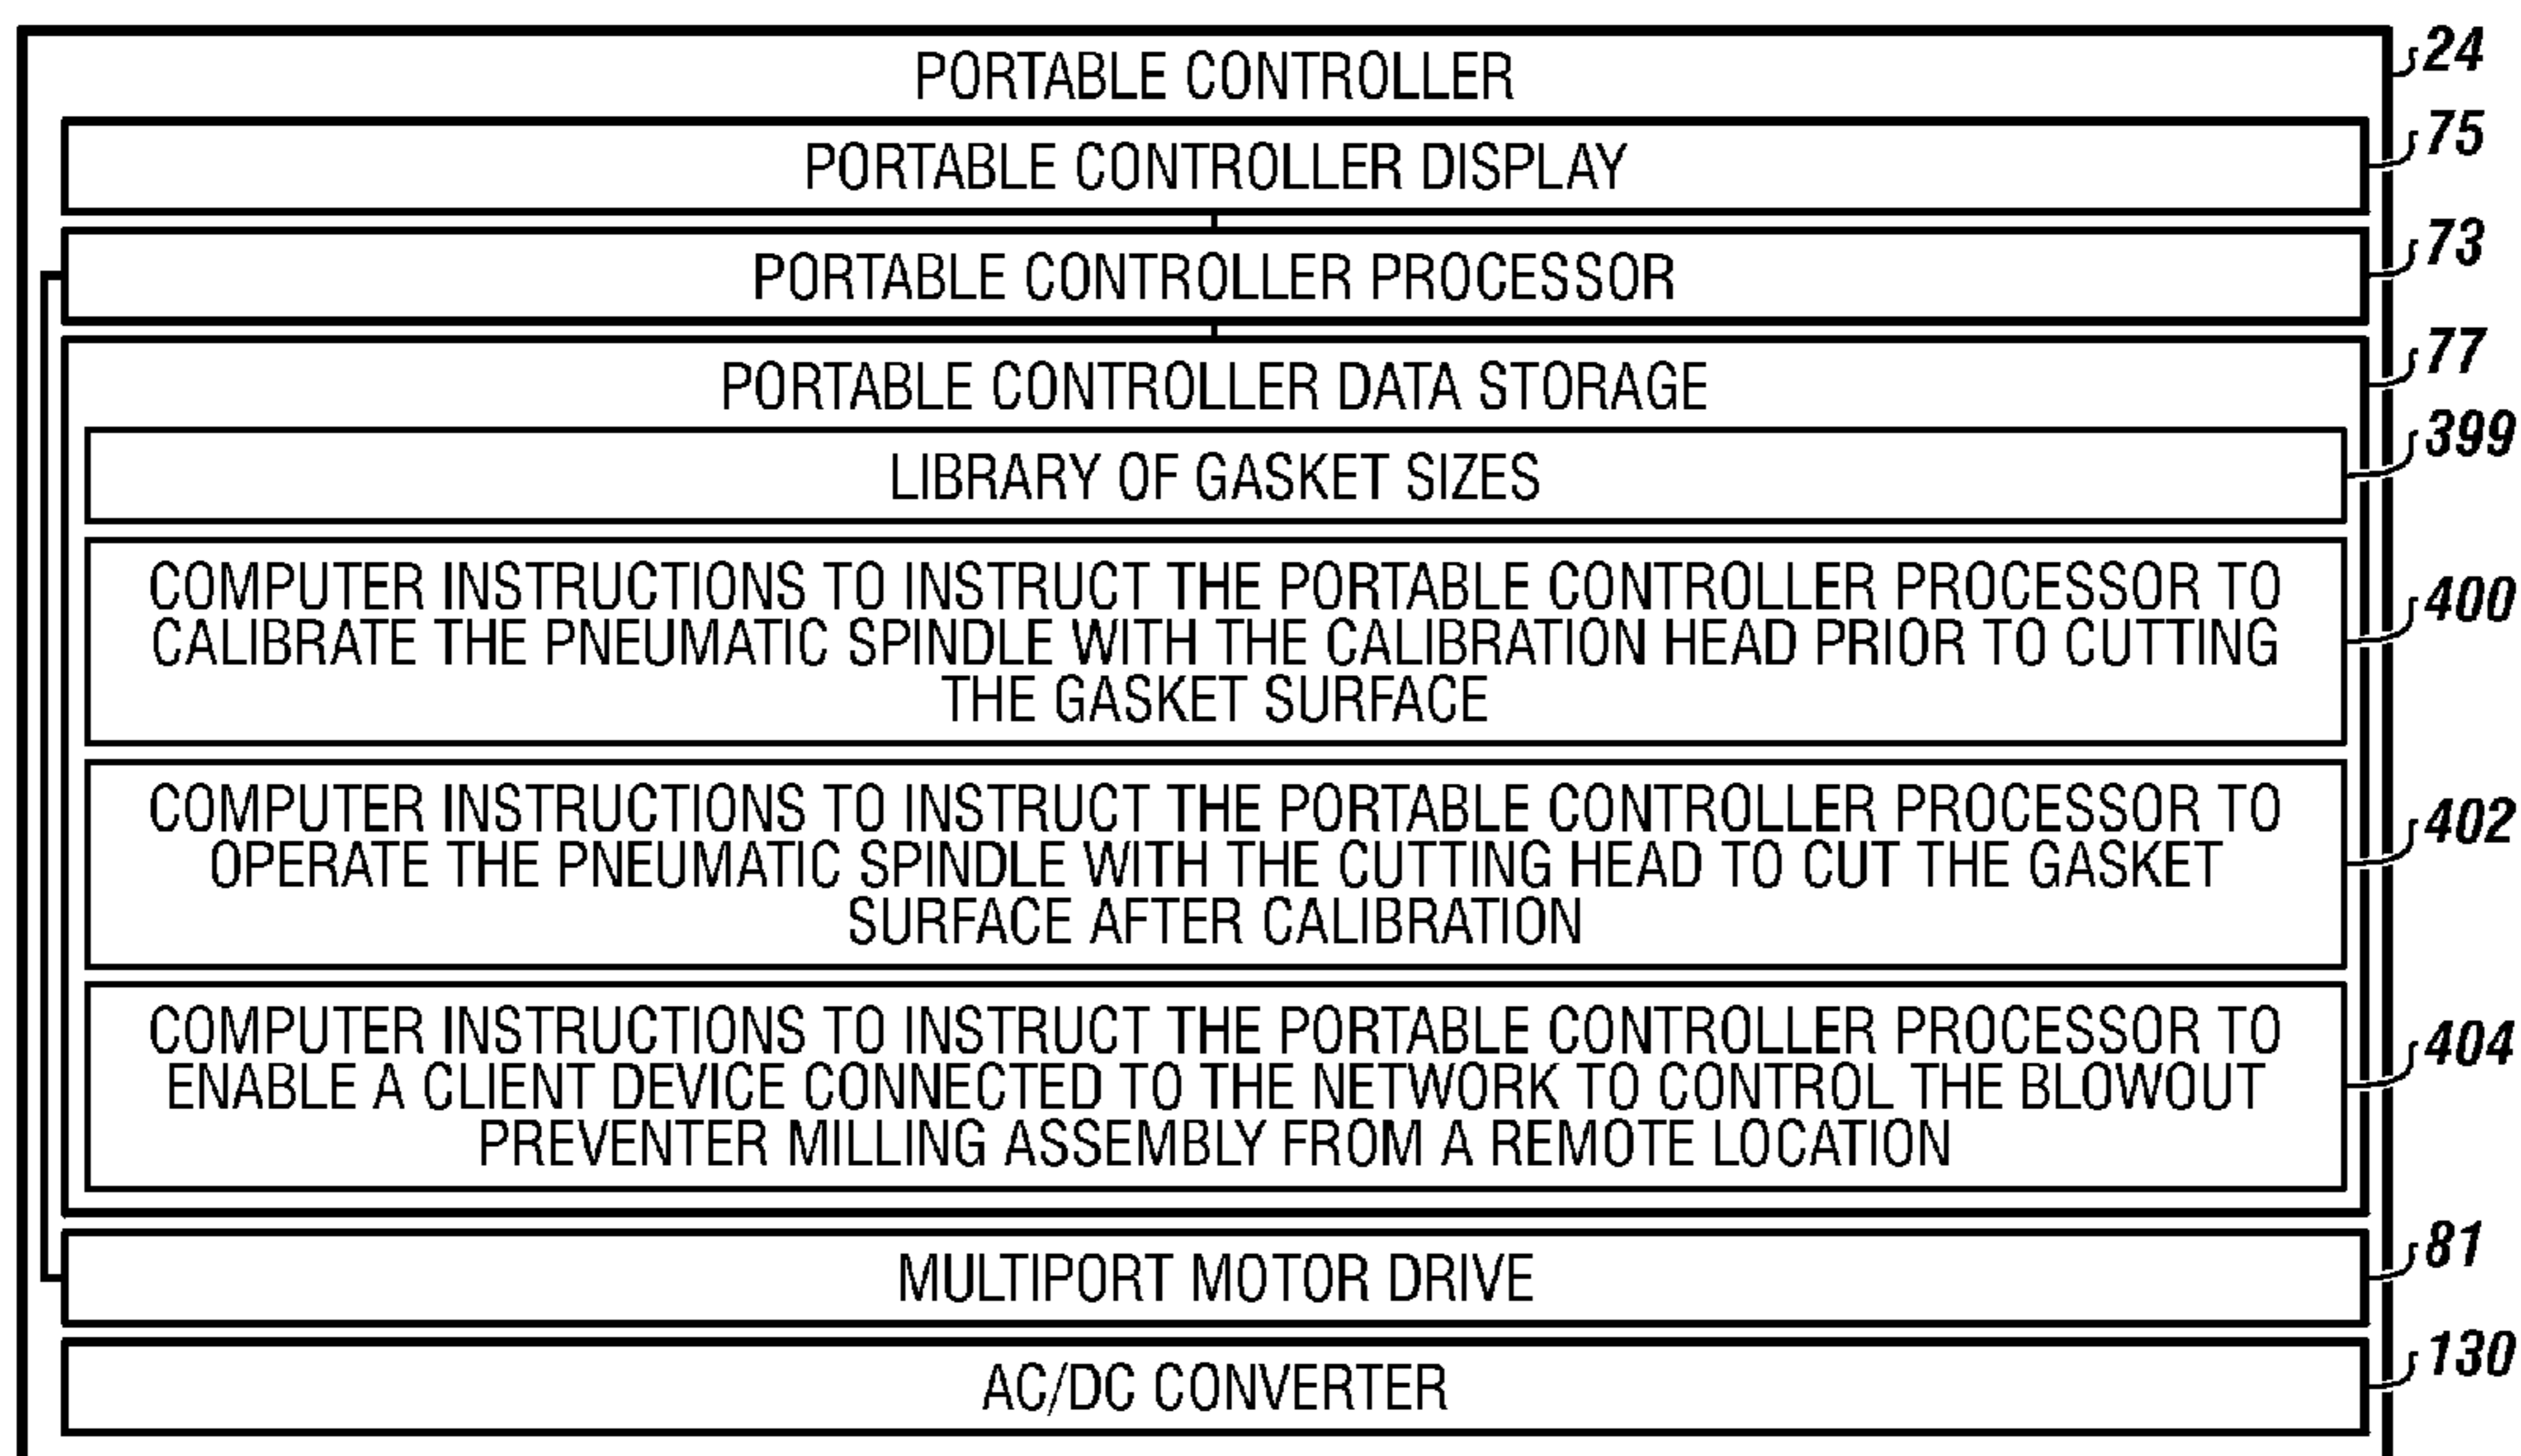 PORTABLE CONTROLLER 24
PORTABLE CONTROLLER DISPLAY 75
PORTABLE CONTROLLER PROCESSOR 73
PORTABLE CONTROLLER DATA STORAGE 77
LIBRARY OF GASKET SIZES 399
COMPUTER INSTRUCTIONS TO INSTRUCT THE PORTABLE CONTROLLER PROCESSOR TO 400
CALIBRATE THE PNEUMATIC SPINDLE WITH THE CALIBRATION HEAD PRIOR TO CUTTING
THE GASKET SURFACE
COMPUTER INSTRUCTIONS TO INSTRUCT THE PORTABLE CONTROLLER PROCESSOR TO 402
OPERATE THE PNEUMATIC SPINDLE WITH THE CUTTING HEAD TO CUT THE GASKET
SURFACE AFTER CALIBRATION
COMPUTER INSTRUCTIONS TO INSTRUCT THE PORTABLE CONTROLLER PROCESSOR TO 404
ENABLE A CLIENT DEVICE CONNECTED TO THE NETWORK TO CONTROL THE BLOWOUT
PREVENTER MILLING ASSEMBLY FROM A REMOTE LOCATION
MULTIPORT MOTOR DRIVE 81
AC/DC CONVERTER 130